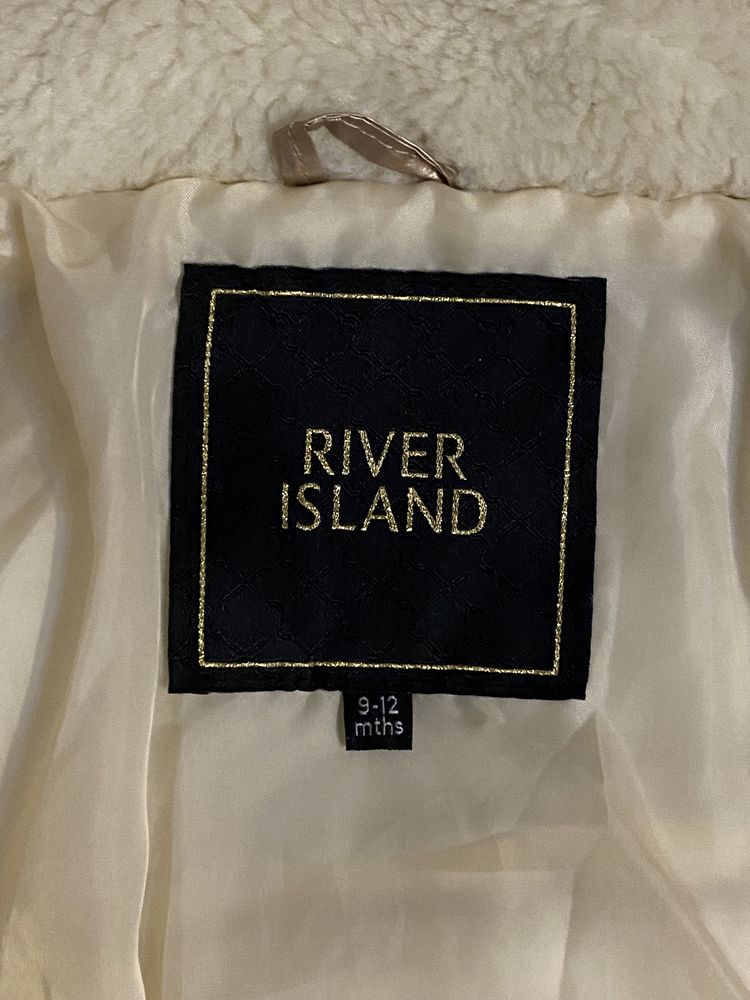 RIVER
ISLAND
9-12
mths